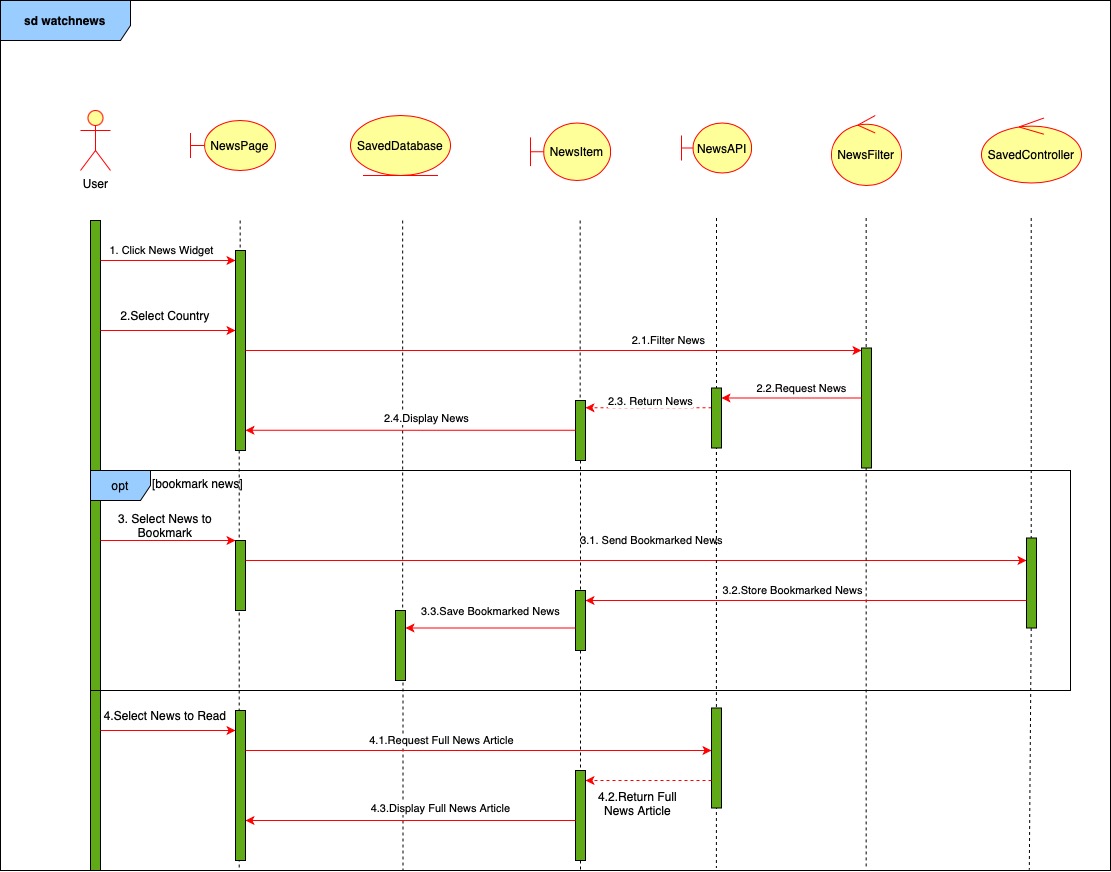 sd watchnews
User
NewsPage
SavedDatabase
NewsItem
NewsAPI
NewsFilter
SavedController
1. Click News Widget
2.Select Country
2.1.Filter News
2.2.Request News
2.3. Return News
2.4.Display News
opt
[bookmark news]
3. Select News to
Bookmark
3.1. Send Bookmarked News
3.2.Store Bookmarked News
3.3.Save Bookmarked News
4.Select News to Read
4.1.Request Full News Article
4.2.Return Full
News Article
4.3.Display Full News Article